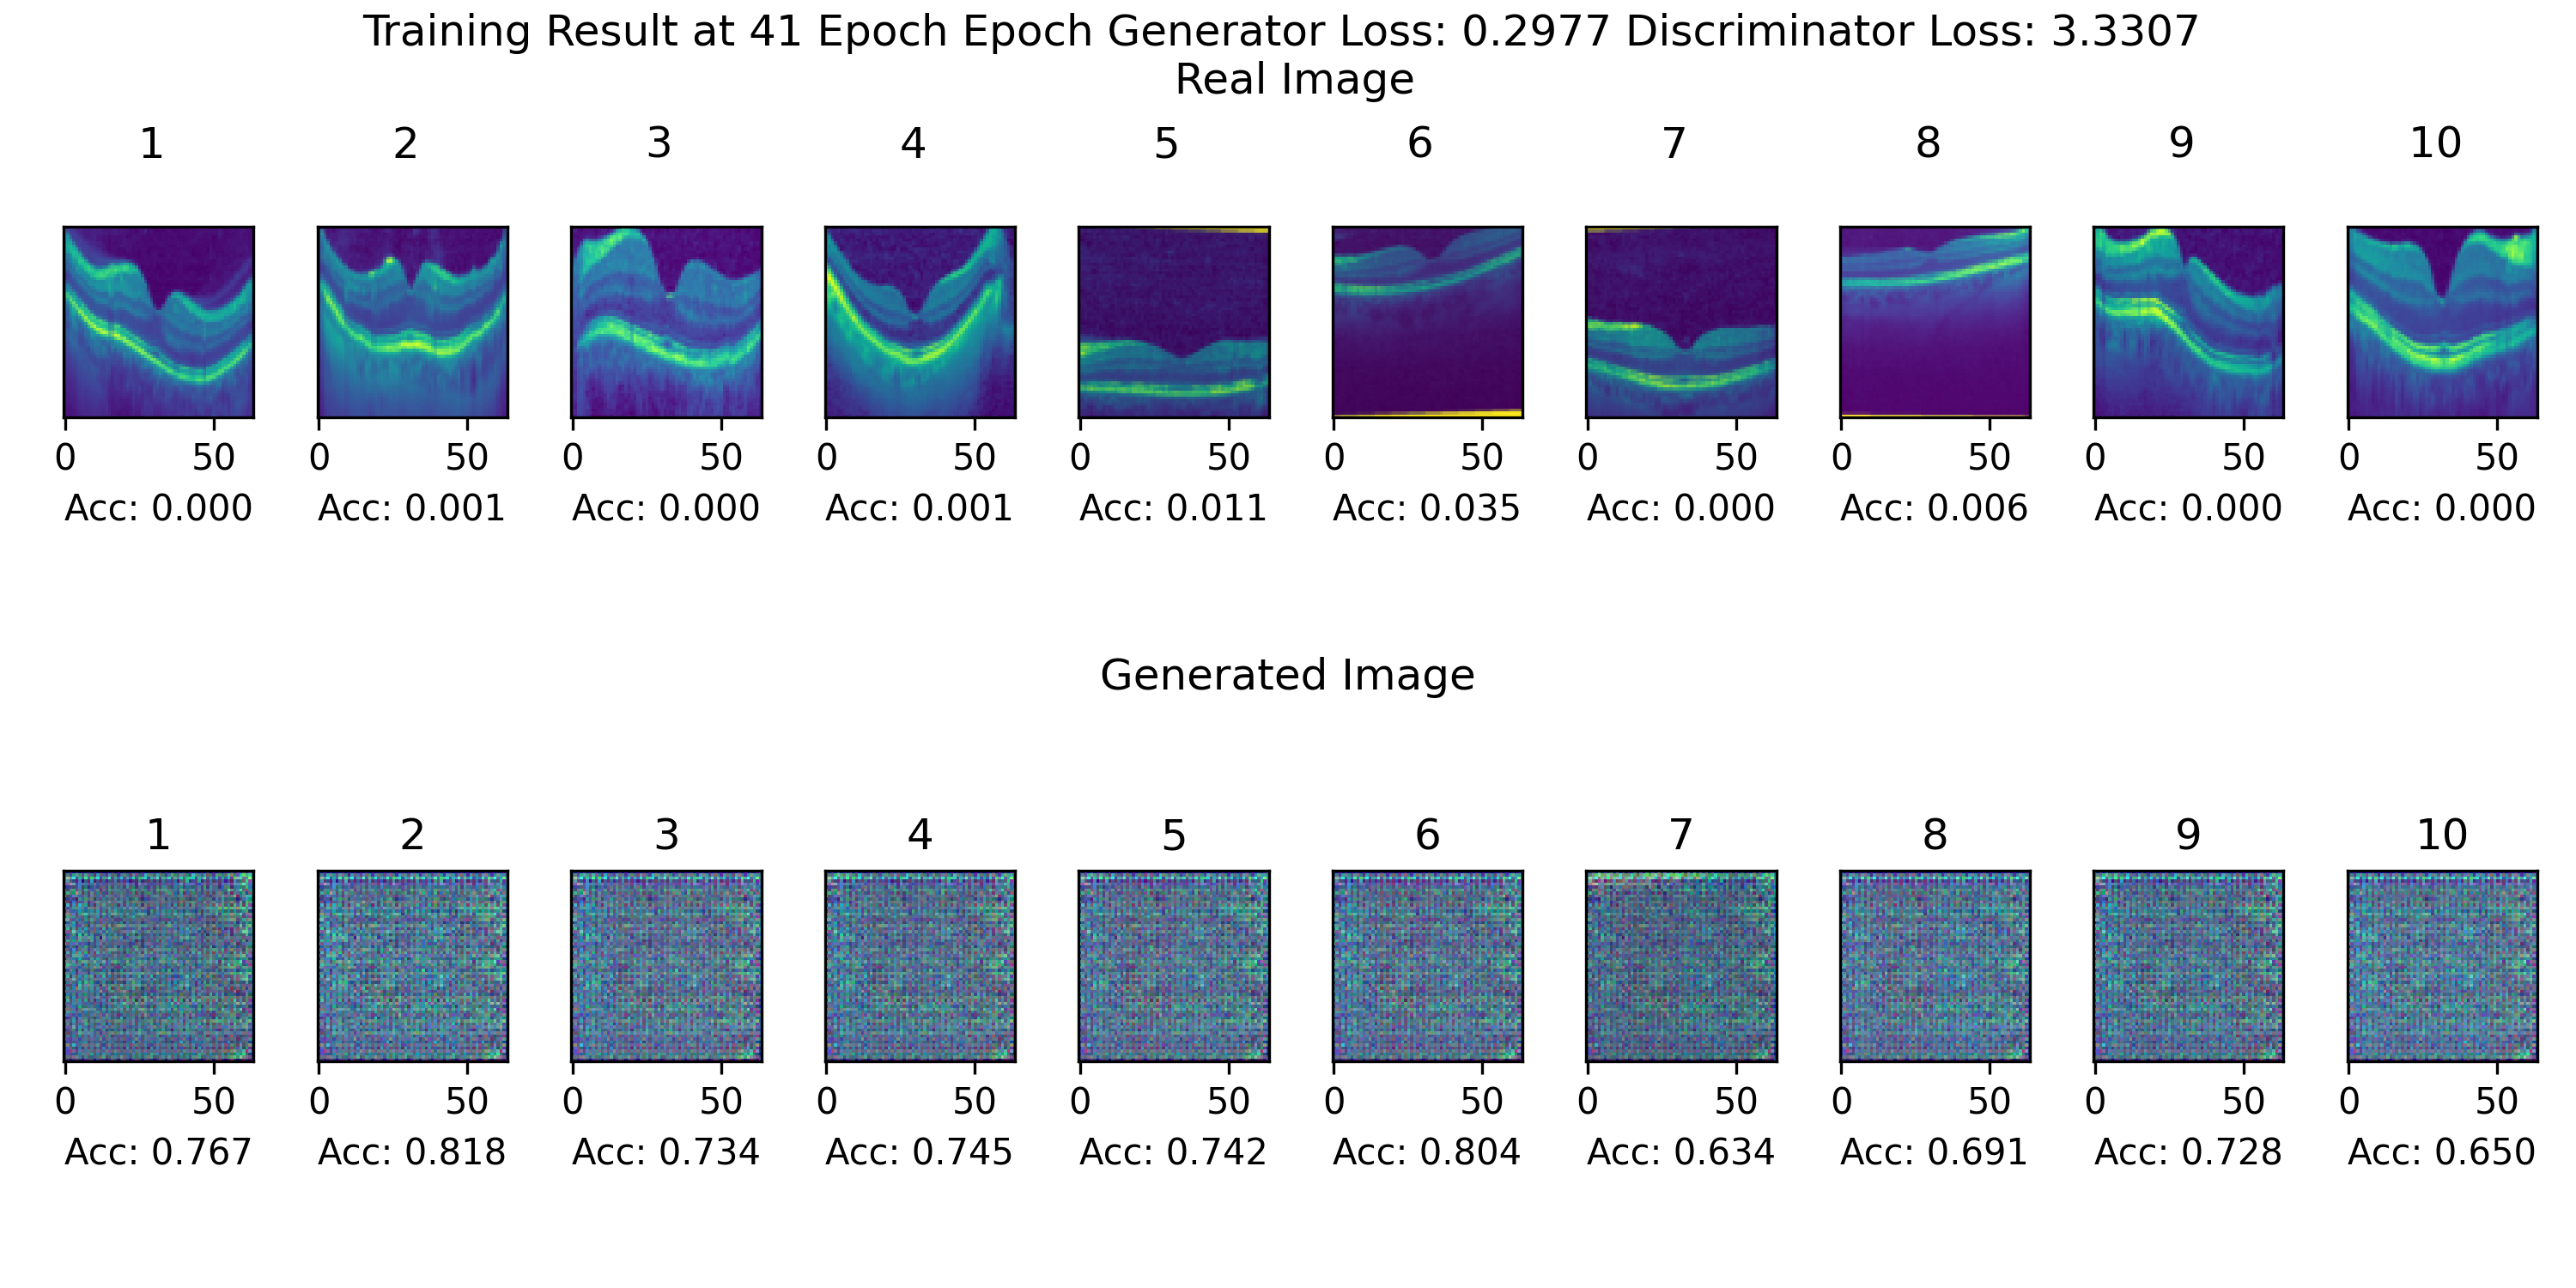 Training Result at 41 Epoch Epoch Generator Loss: 0.2977 Discriminator Loss: 3.3307
Real Image
1 2 3 4 5 6 7 8 9 10
0 50 0 50 0 50 0 50 0 50 0 50 0 50 0 50 0 50 0 50
Acc: 0.000 Acc: 0.001 Acc: 0.000 Acc: 0.001 Acc: 0.011 Acc: 0.035 Acc: 0.000 Acc: 0.006 Acc: 0.000 Acc: 0.000
Generated Image
1 2 3 4 5 6 7 8 9 10
0 50 0 50 0 50 0 50 0 50 0 50 0 50 0 50 0 50 0 50
Acc: 0.767 Acc: 0.818 Acc: 0.734 Acc: 0.745 Acc: 0.742 Acc: 0.804 Acc: 0.634 Acc: 0.691 Acc: 0.728 Acc: 0.650